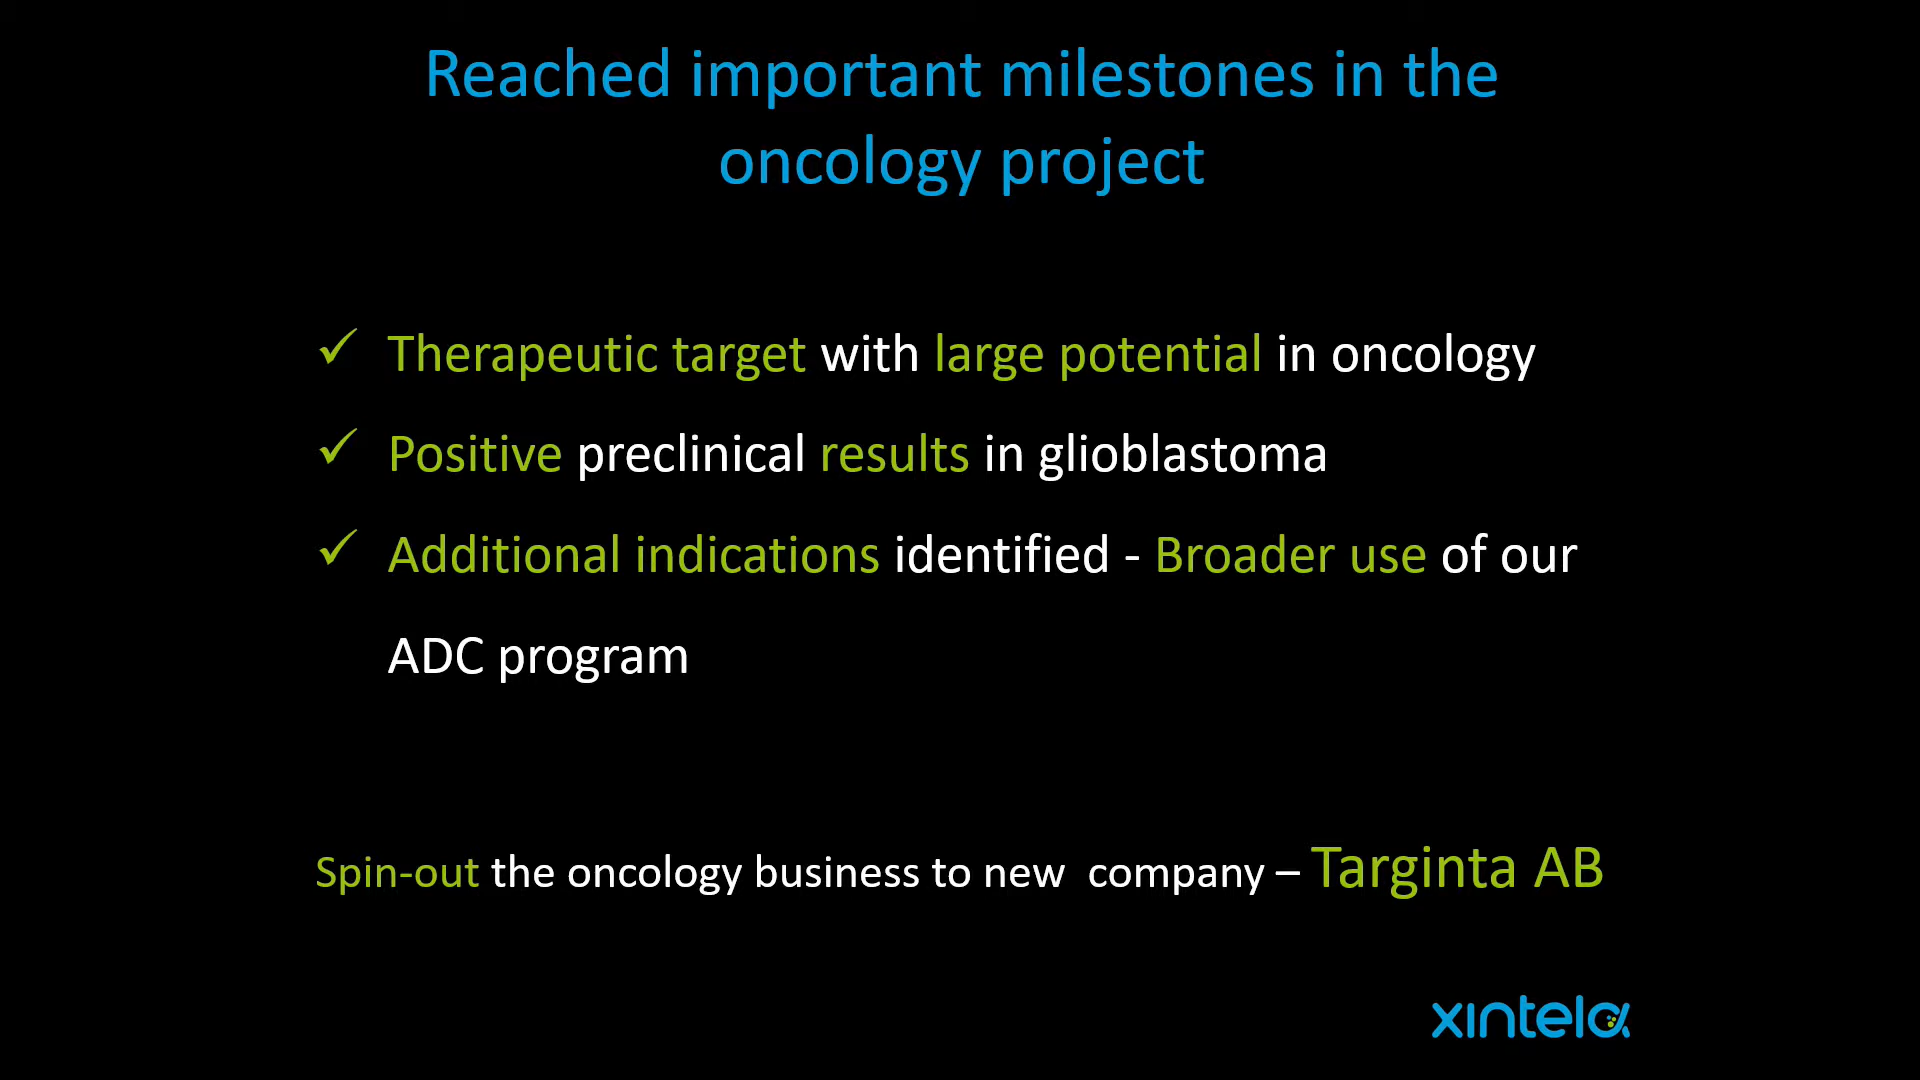 Reached important milestones in the
oncology project
✓ Therapeutic target with large potential in oncology
✓ Positive preclinical results in glioblastoma
✓ Additional indications identified - Broader use of our
ADC program
Spin-out the oncology business to new  company – Targinta AB
xintela